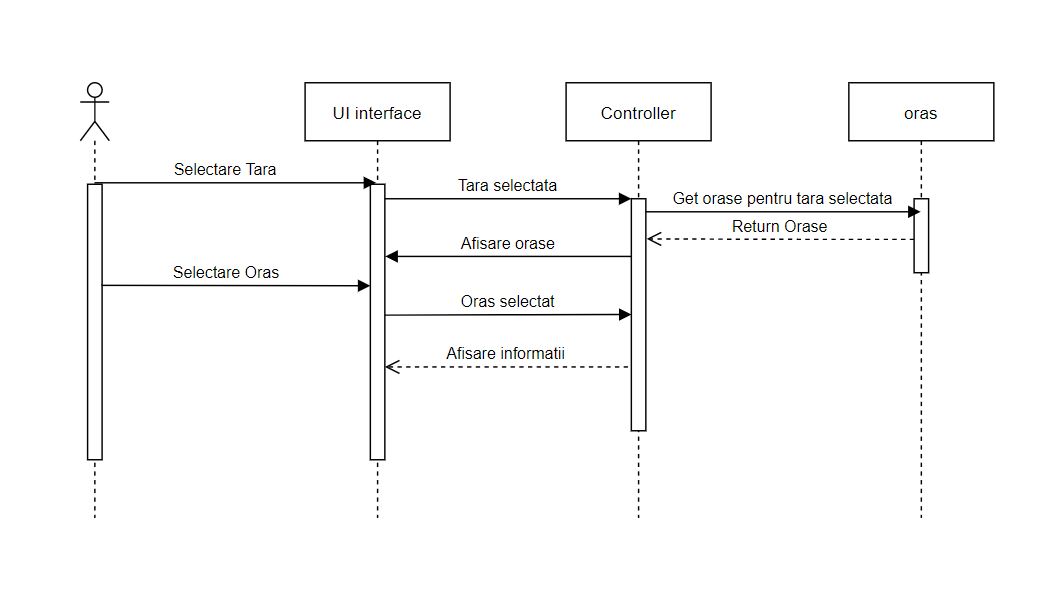 UI interface
Controller
oras
Selectare Tara
Tara selectata
Get orase pentru tara selectata
Return Orase
Afisare orase
Selectare Oras
Oras selectat
Afisare informatii